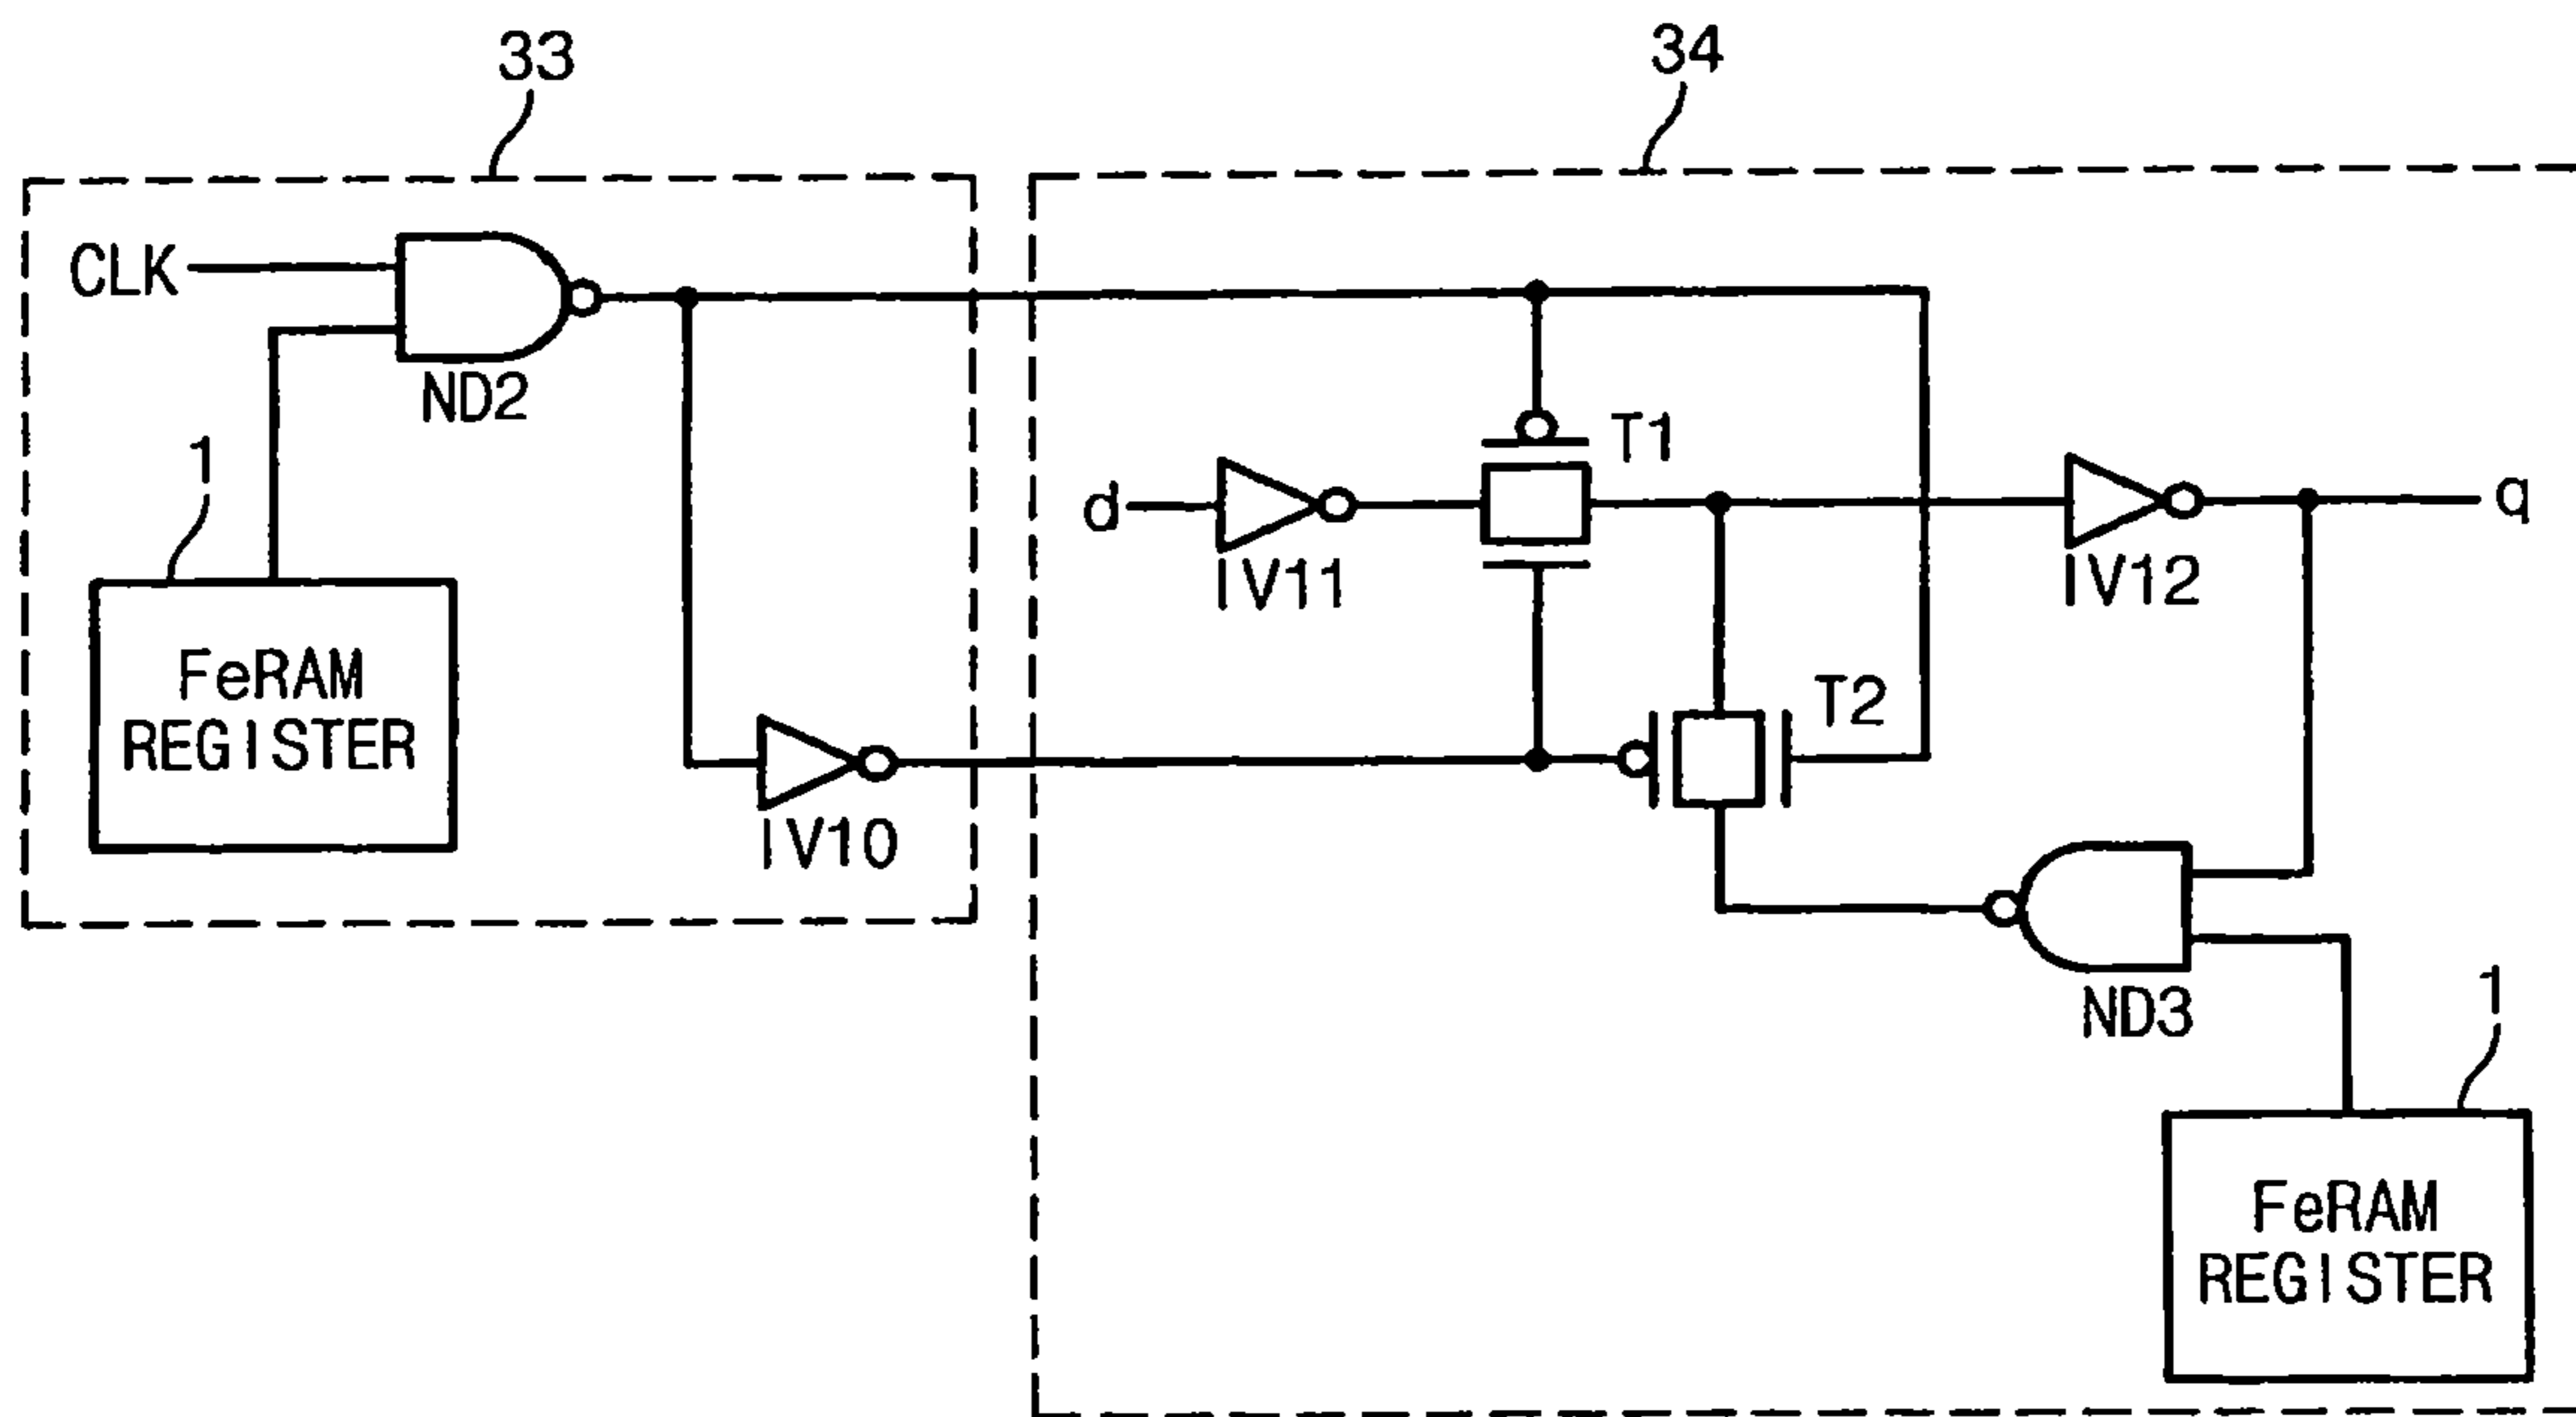 33
34
CLK
ND2
1
FeRAM
REGISTER
IV10
d
IV11
T1
T2
IV12
q
ND3
1
FeRAM
REGISTER